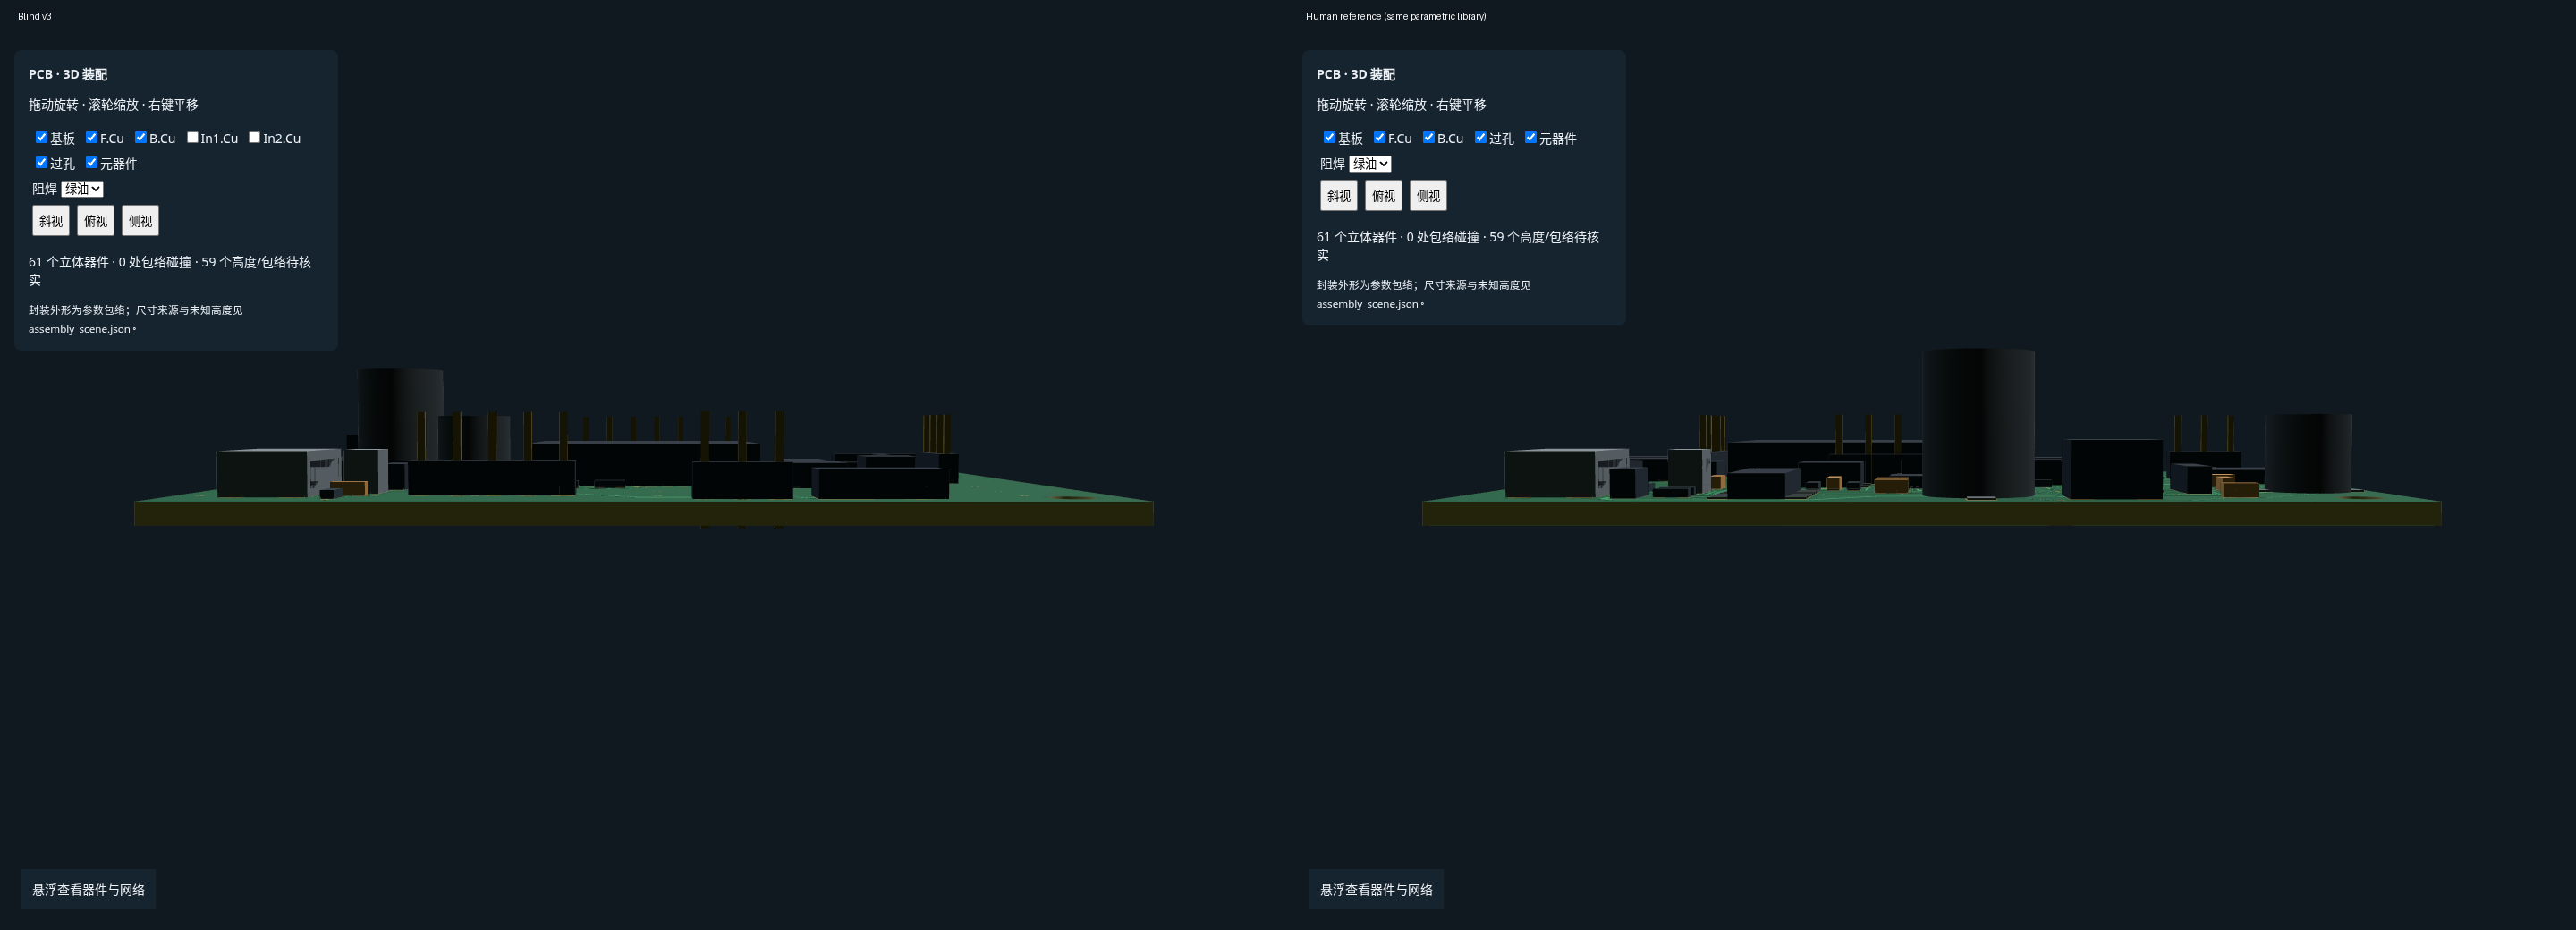 Blind v3
PCB · 3D 装配
拖动旋转 · 滚轮缩放 · 右键平移
基板 F.Cu B.Cu In1.Cu In2.Cu
过孔 元器件
阻焊 绿油
斜视 俯视 侧视
61 个立体器件 · 0 处包络碰撞 · 59 个高度/包络待核
实
封装外形为参数包络；尺寸来源与未知高度见
assembly_scene.json。
悬浮查看器件与网络
Human reference (same parametric library)
PCB · 3D 装配
拖动旋转 · 滚轮缩放 · 右键平移
基板 F.Cu B.Cu 过孔 元器件
阻焊 绿油
斜视 俯视 侧视
61 个立体器件 · 0 处包络碰撞 · 59 个高度/包络待核
实
封装外形为参数包络；尺寸来源与未知高度见
assembly_scene.json。
悬浮查看器件与网络